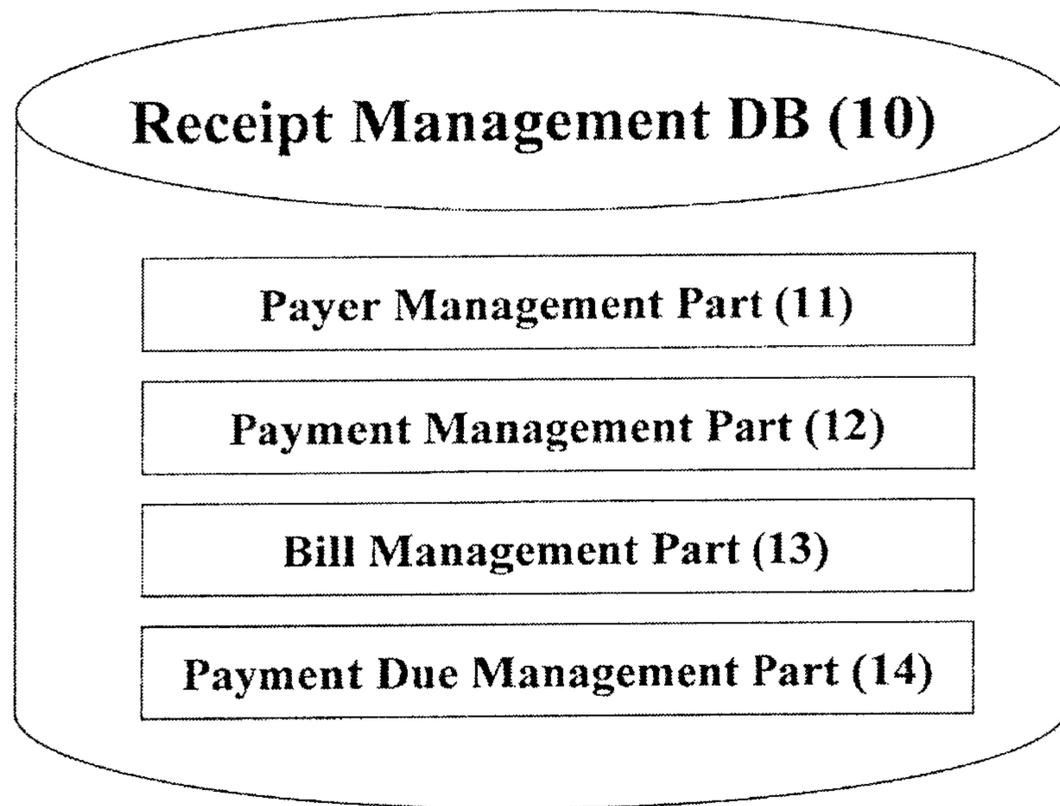 Receipt Management DB (10)
Payer Management Part (11)
Payment Management Part (12)
Bill Management Part (13)
Payment Due Management Part (14)